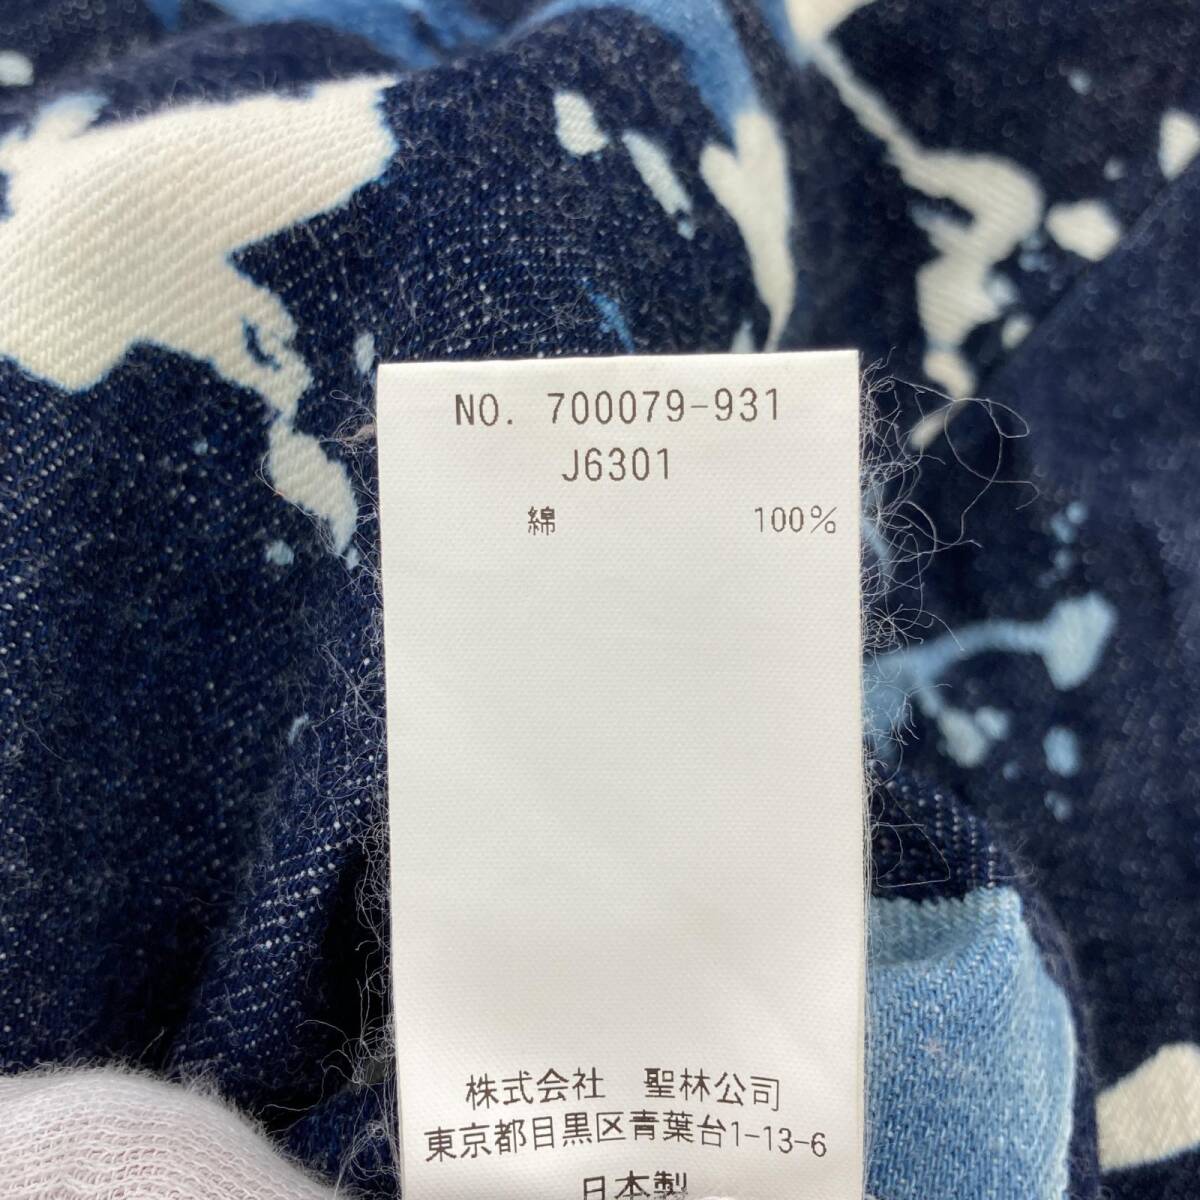 NO. 700079-931
J6301
綿 100%
株式会社 聖林公司
東京都目黒区青葉台1-13-6
日本製